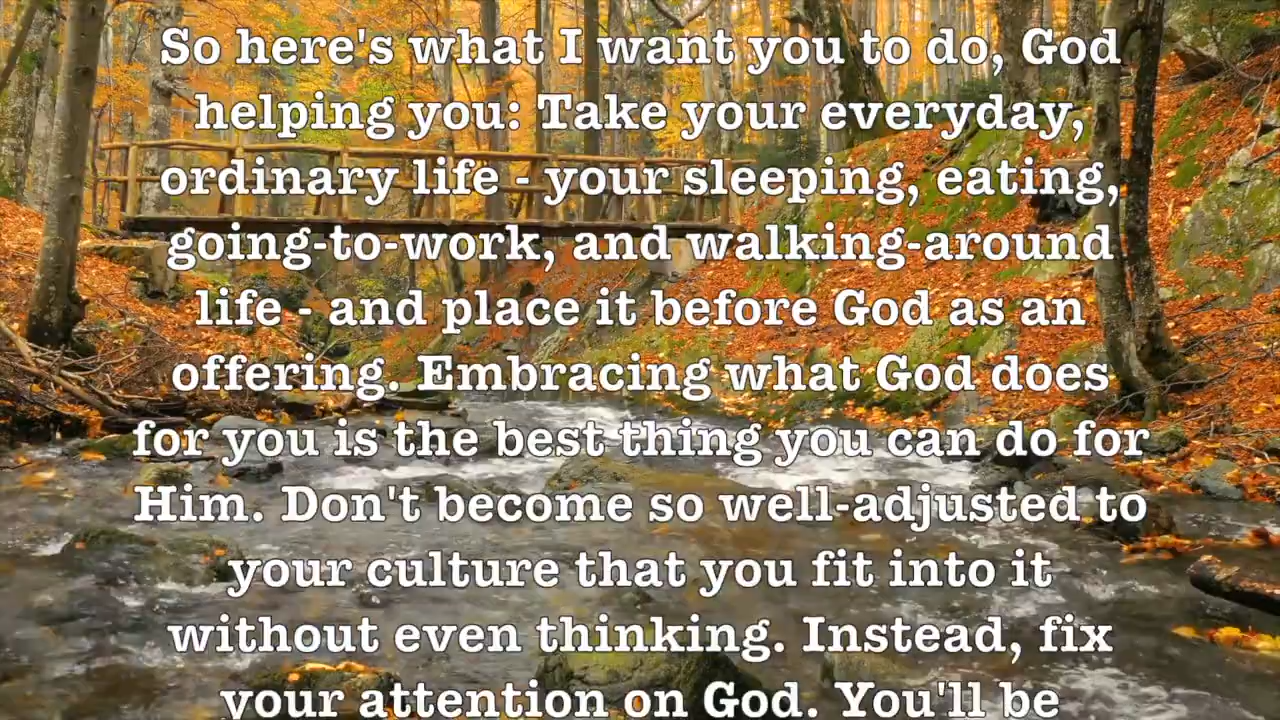 So here's what I want you to do, God
helping you: Take your everyday,
ordinary life - your sleeping, eating,
going-to-work, and walking-around
life - and place it before God as an
offering. Embracing what God does
for you is the best thing you can do for
Him. Don't become so well-adjusted to
your culture that you fit into it
without even thinking. Instead, fix
your attention on God. You'll be